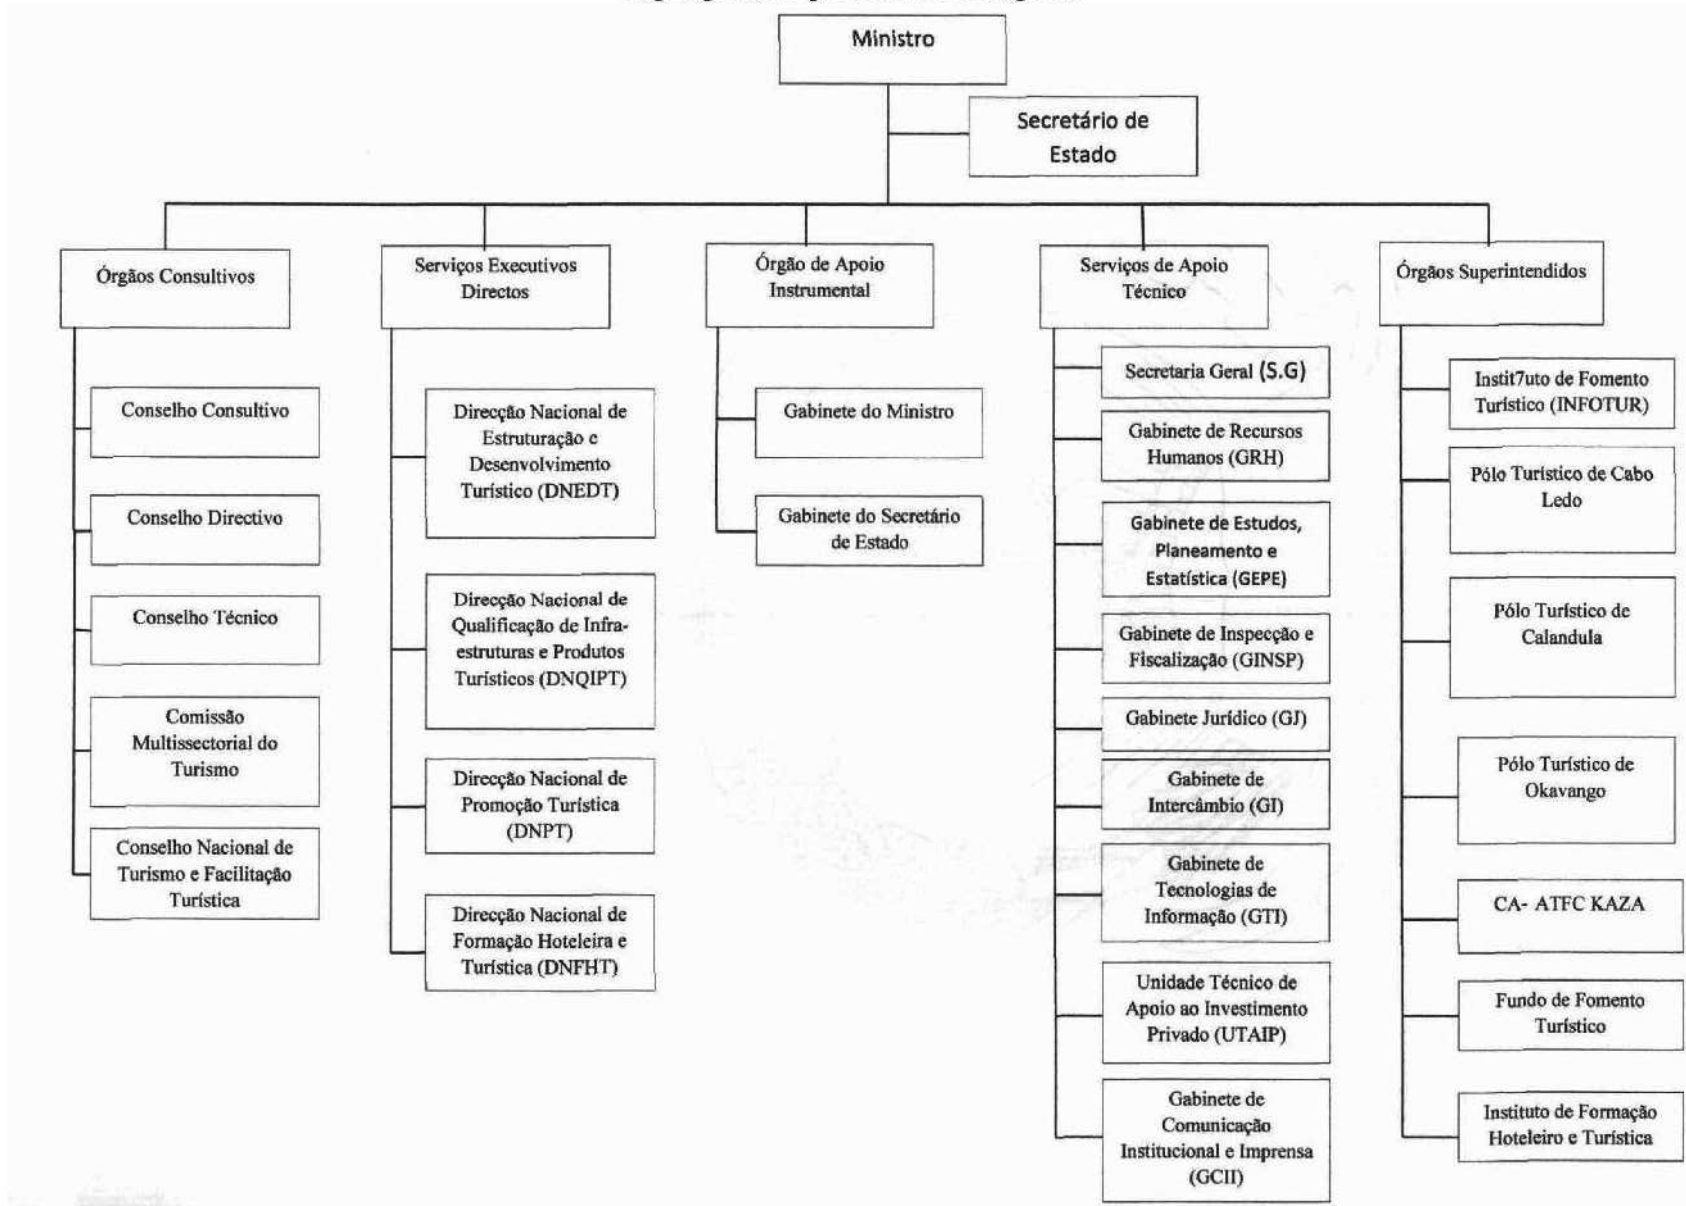 Ministro
Secretário de
Estado
Órgãos Consultivos
Conselho Consultivo
Conselho Directivo
Conselho Técnico
Comissão
Multissectorial do
Turismo
Conselho Nacional de
Turismo e Facilitação
Turística
Serviços Executivos
Directos
Direcção Nacional de
Estruturação e
Desenvolvimento
Turístico (DNEDT)
Direcção Nacional de
Qualificação de Infra-
estruturas e Produtos
Turísticos (DNQIPT)
Direcção Nacional de
Promoção Turística
(DNPT)
Direcção Nacional de
Formação Hoteleira e
Turística (DNFHT)
Órgão de Apoio
Instrumental
Gabinete do Ministro
Gabinete do Secretário
de Estado
Serviços de Apoio
Técnico
Secretaria Geral (S.G)
Gabinete de Recursos
Humanos (GRH)
Gabinete de Estudos,
Planeamento e
Estatística (GEPE)
Gabinete de Inspecção e
Fiscalização (GINSP)
Gabinete Jurídico (GJ)
Gabinete de
Intercâmbio (GI)
Gabinete de
Tecnologias de
Informação (GTI)
Unidade Técnico de
Apoio ao Investimento
Privado (UTAIP)
Gabinete de
Comunicação
Institucional e Imprensa
(GCII)
Órgãos Superintendidos
Instit7uto de Fomento
Turístico (INFOTUR)
Pólo Turístico de Cabo
Ledo
Pólo Turístico de
Calandula
Pólo Turístico de
Okavango
CA- ATFC KAZA
Fundo de Fomento
Turístico
Instituto de Formação
Hoteleiro e Turística